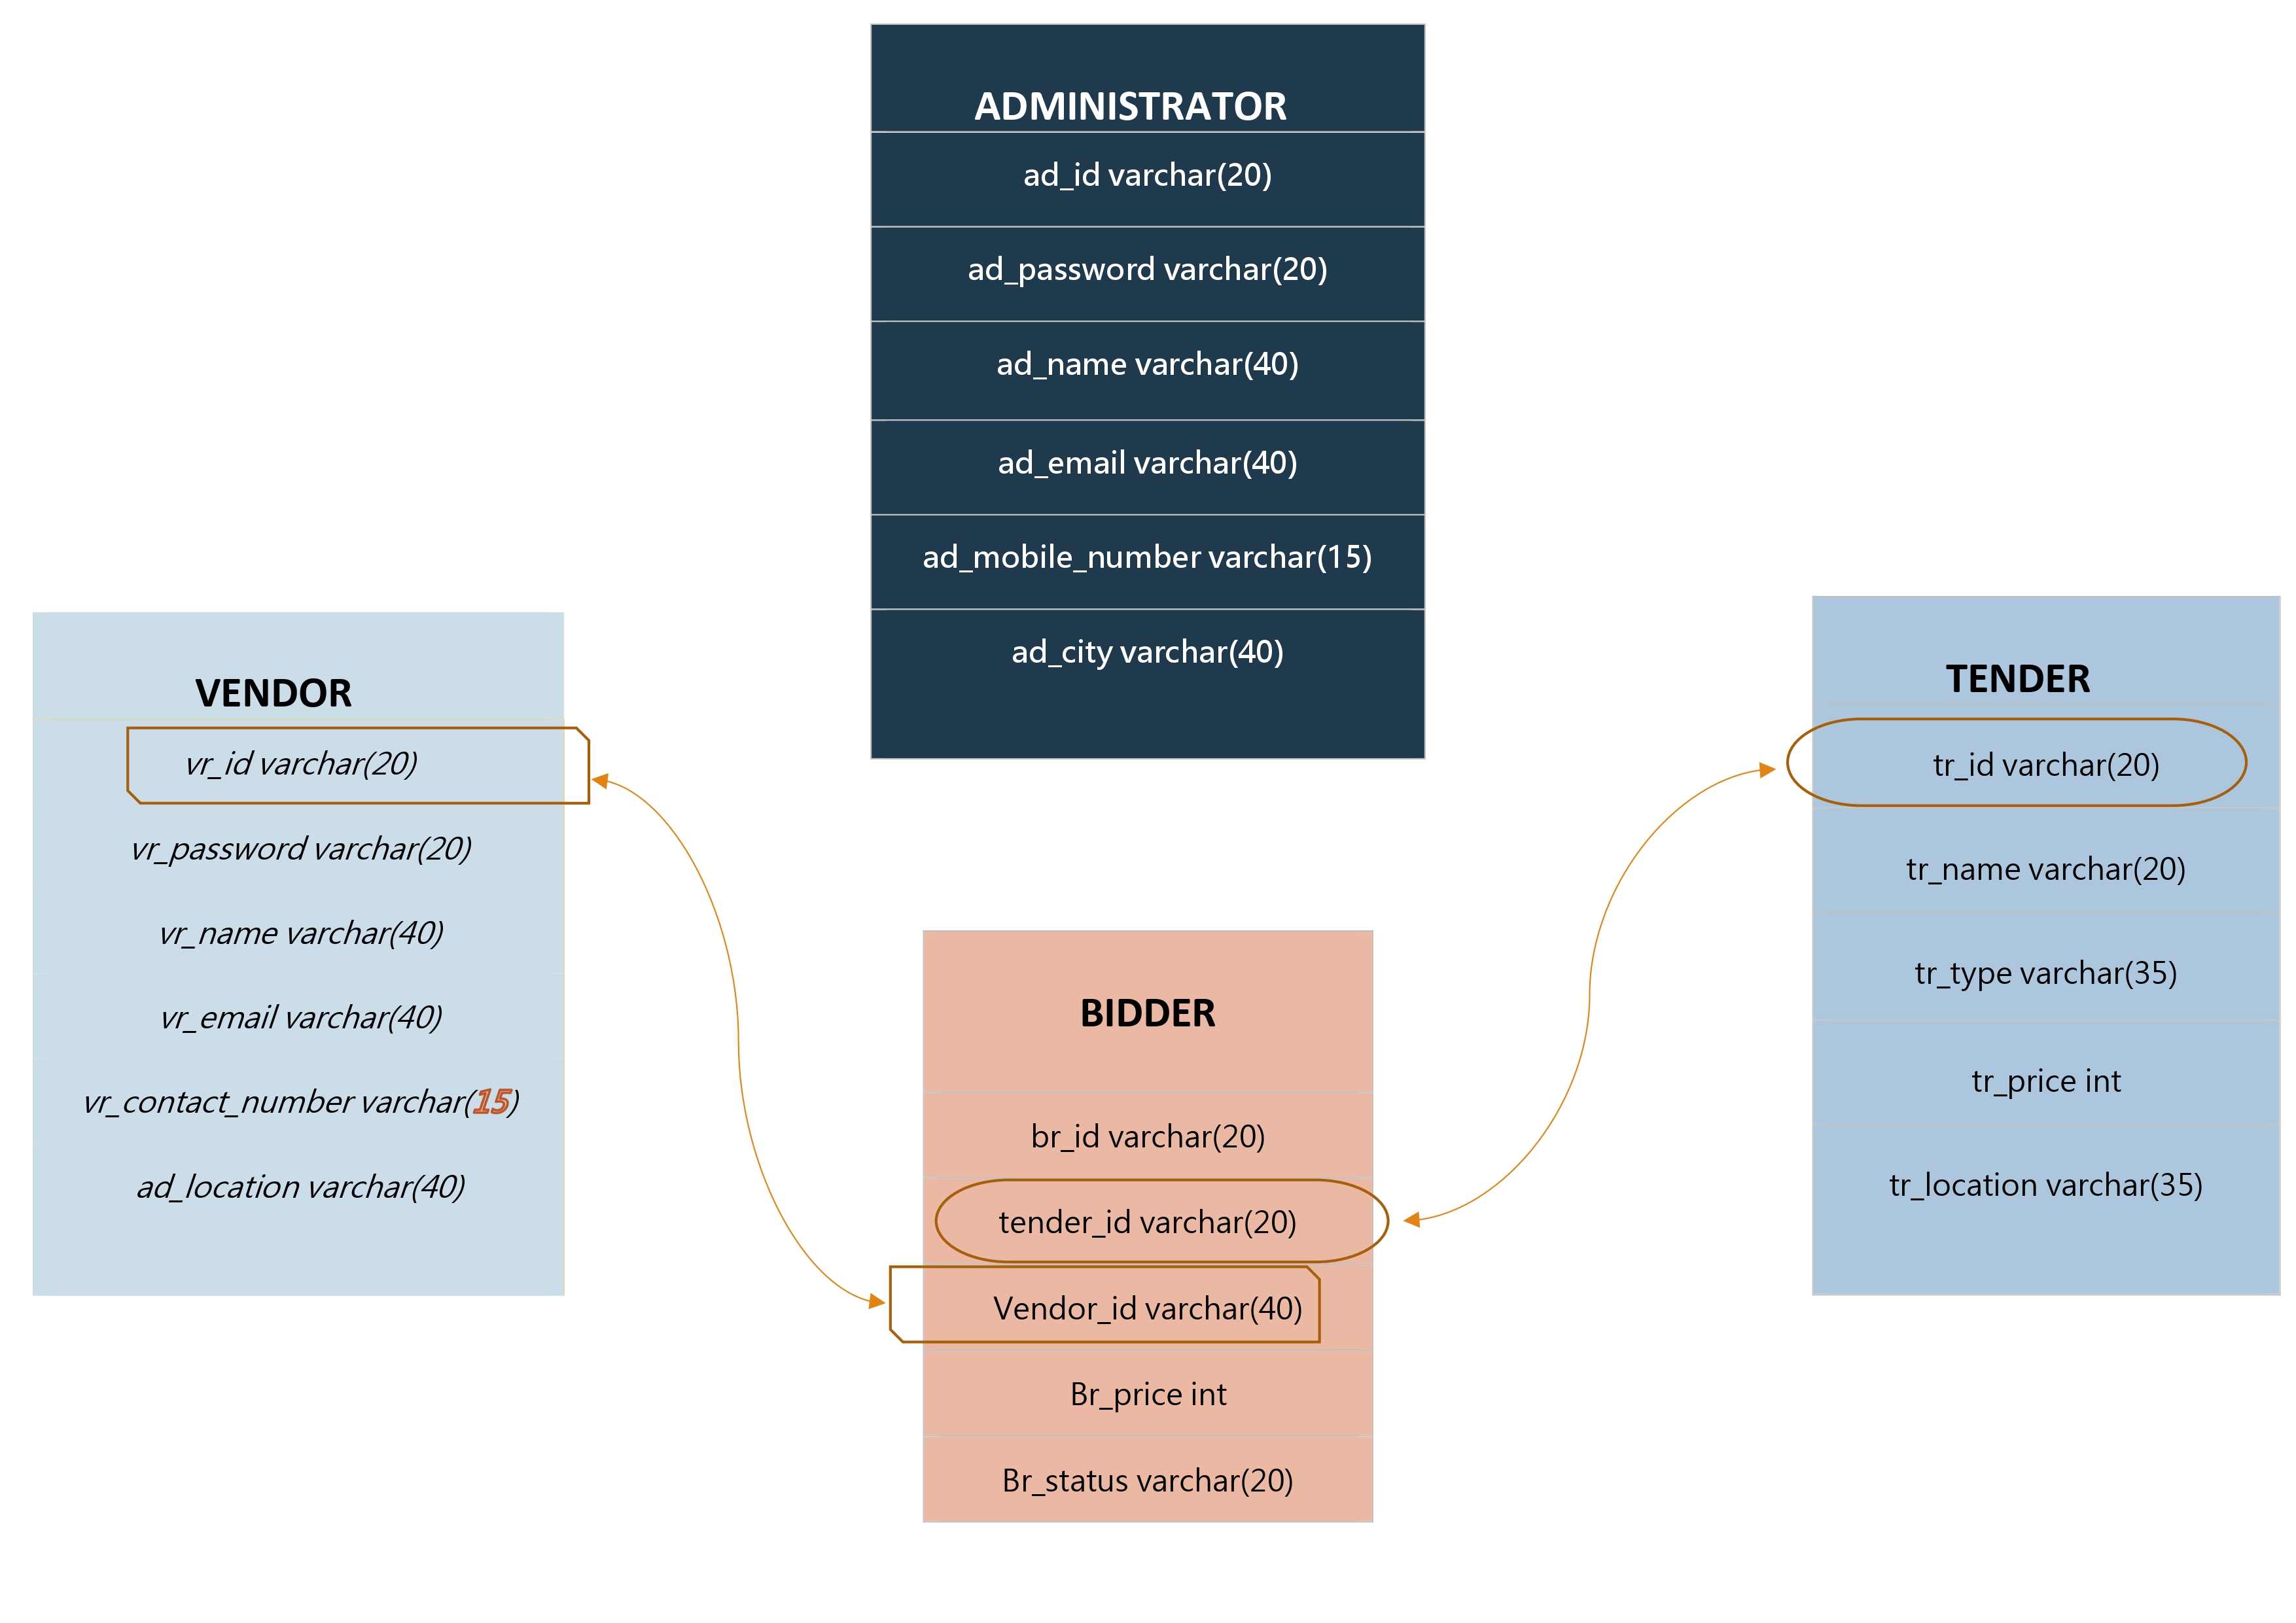 ADMINISTRATOR
ad_id varchar(20)
ad_password varchar(20)
ad_name varchar(40)
ad_email varchar(40)
ad_mobile_number varchar(15)
ad_city varchar(40)
VENDOR
vr_id varchar(20)
vr_password varchar(20)
vr_name varchar(40)
vr_email varchar(40)
vr_contact_number varchar(15)
ad_location varchar(40)
BIDDER
br_id varchar(20)
tender_id varchar(20)
Vendor_id varchar(40)
Br_price int
Br_status varchar(20)
TENDER
tr_id varchar(20)
tr_name varchar(20)
tr_type varchar(35)
tr_price int
tr_location varchar(35)